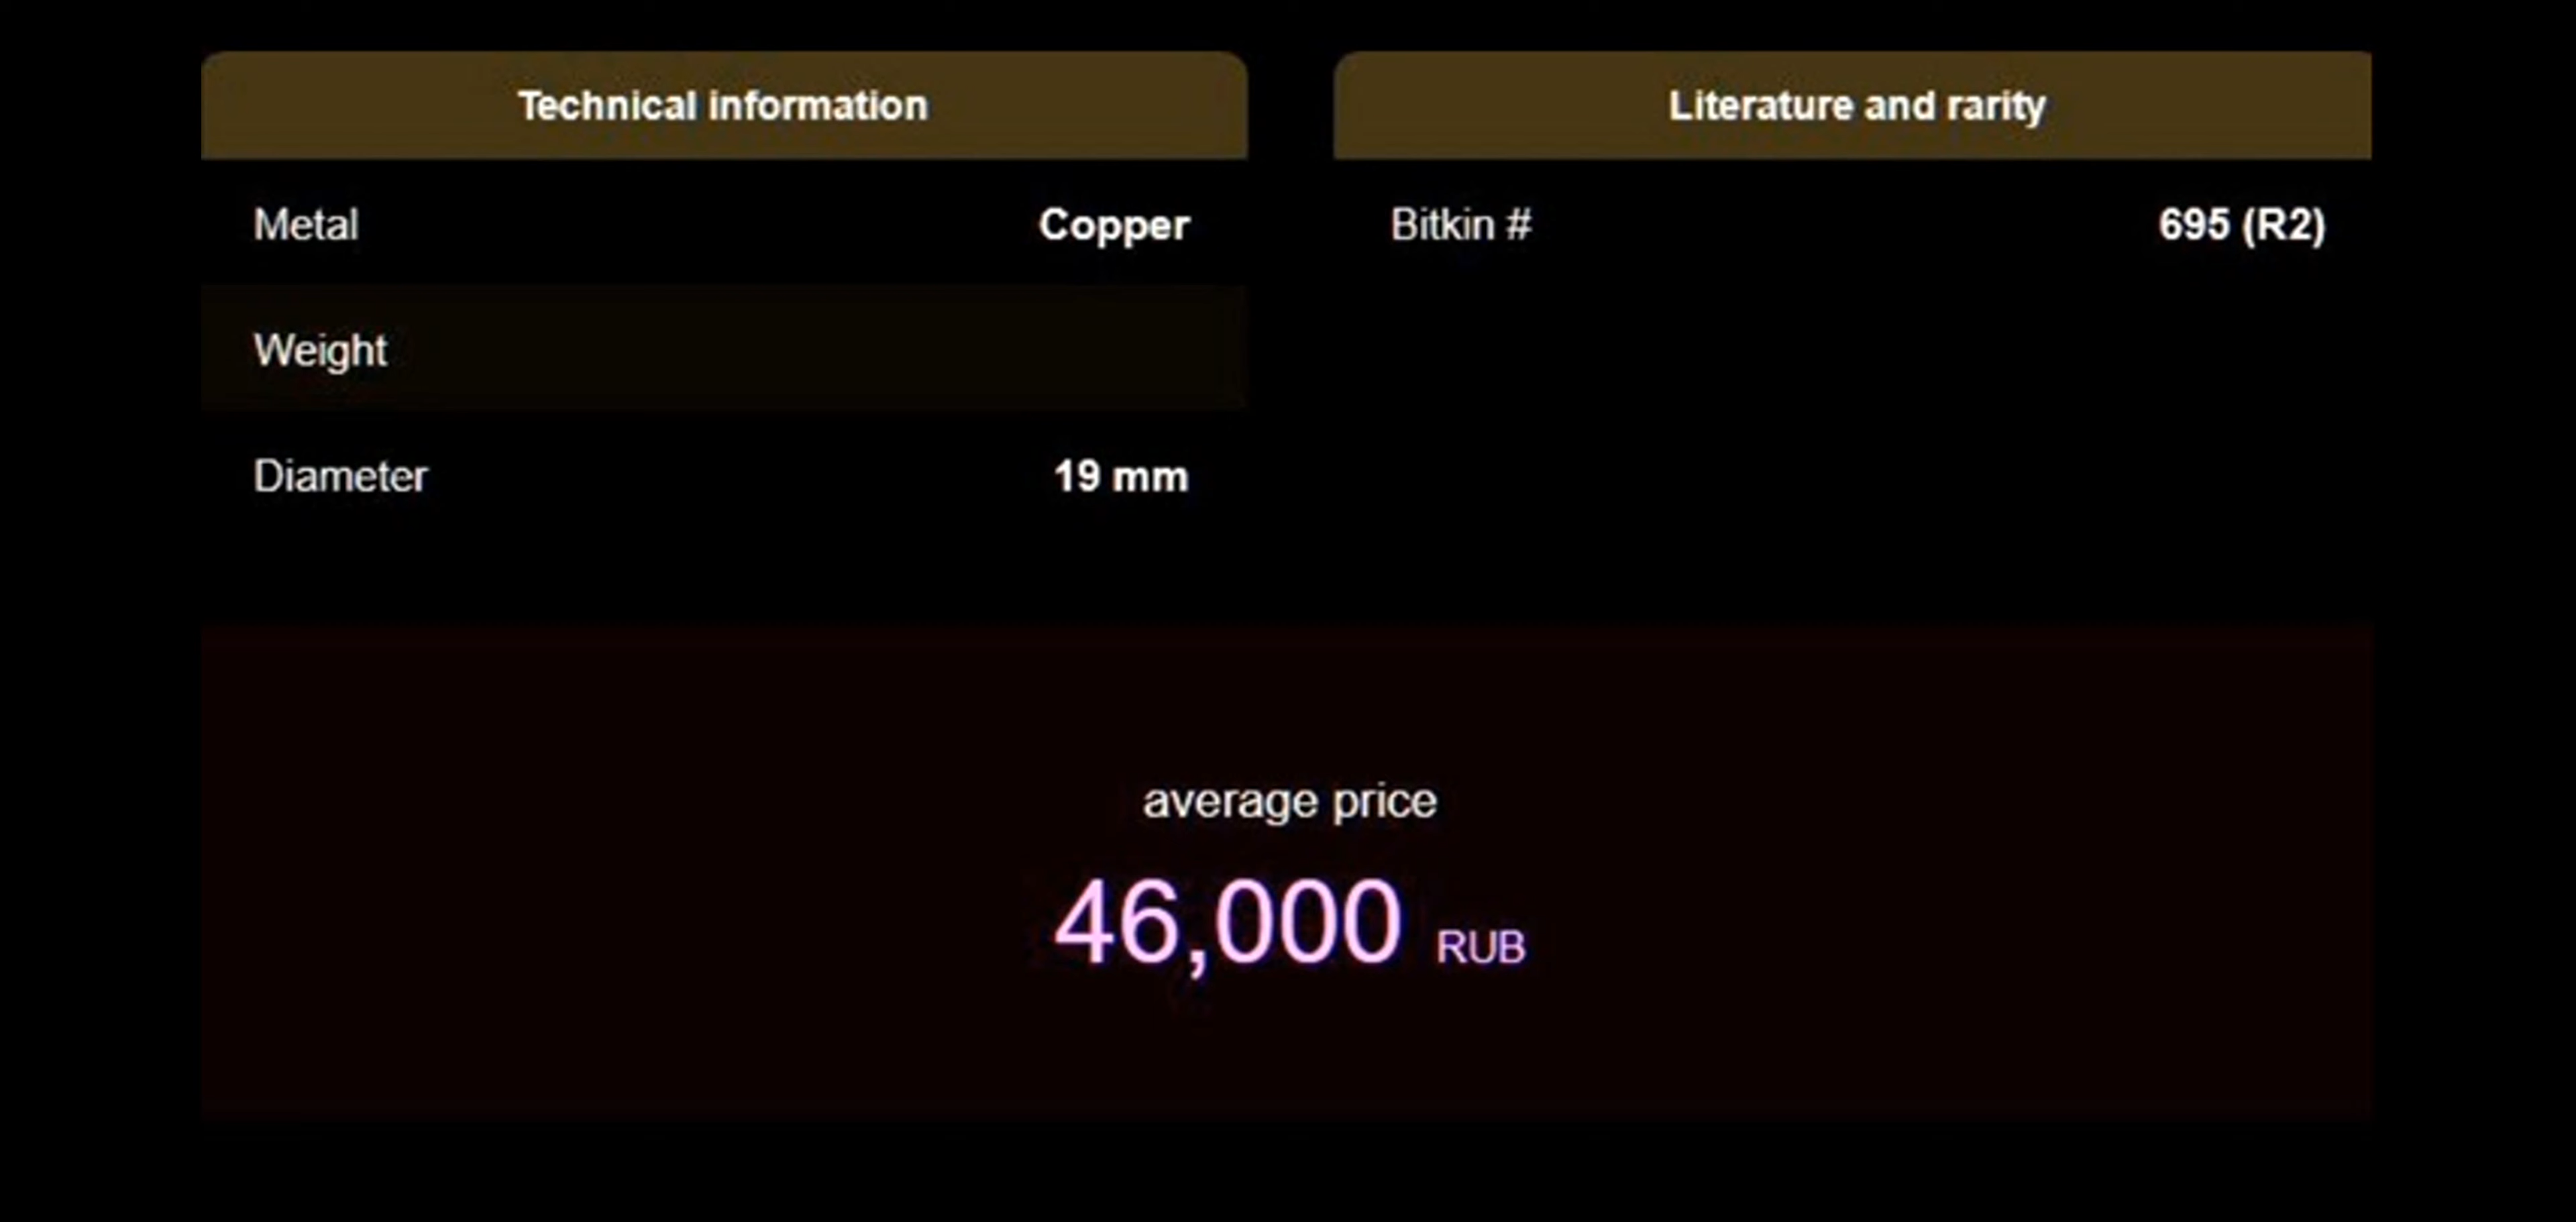 Technical information
Literature and rarity
Metal Copper
Bitkin # 695 (R2)
Weight
Diameter 19 mm
average price
46,000 RUB